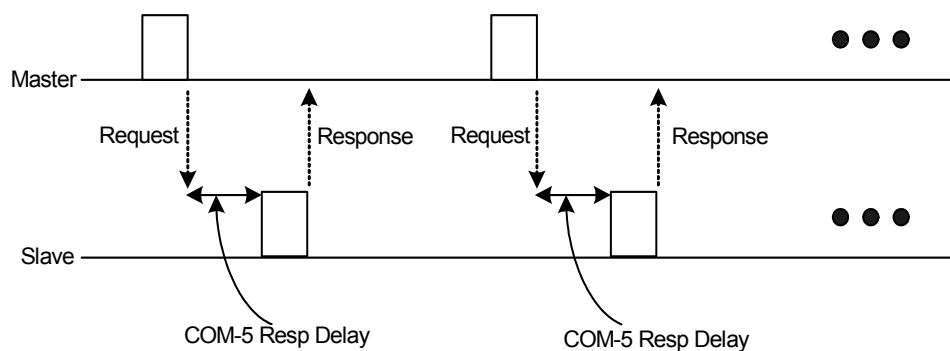 Master
Request
Response
Request
Response
Slave
COM-5 Resp Delay
COM-5 Resp Delay